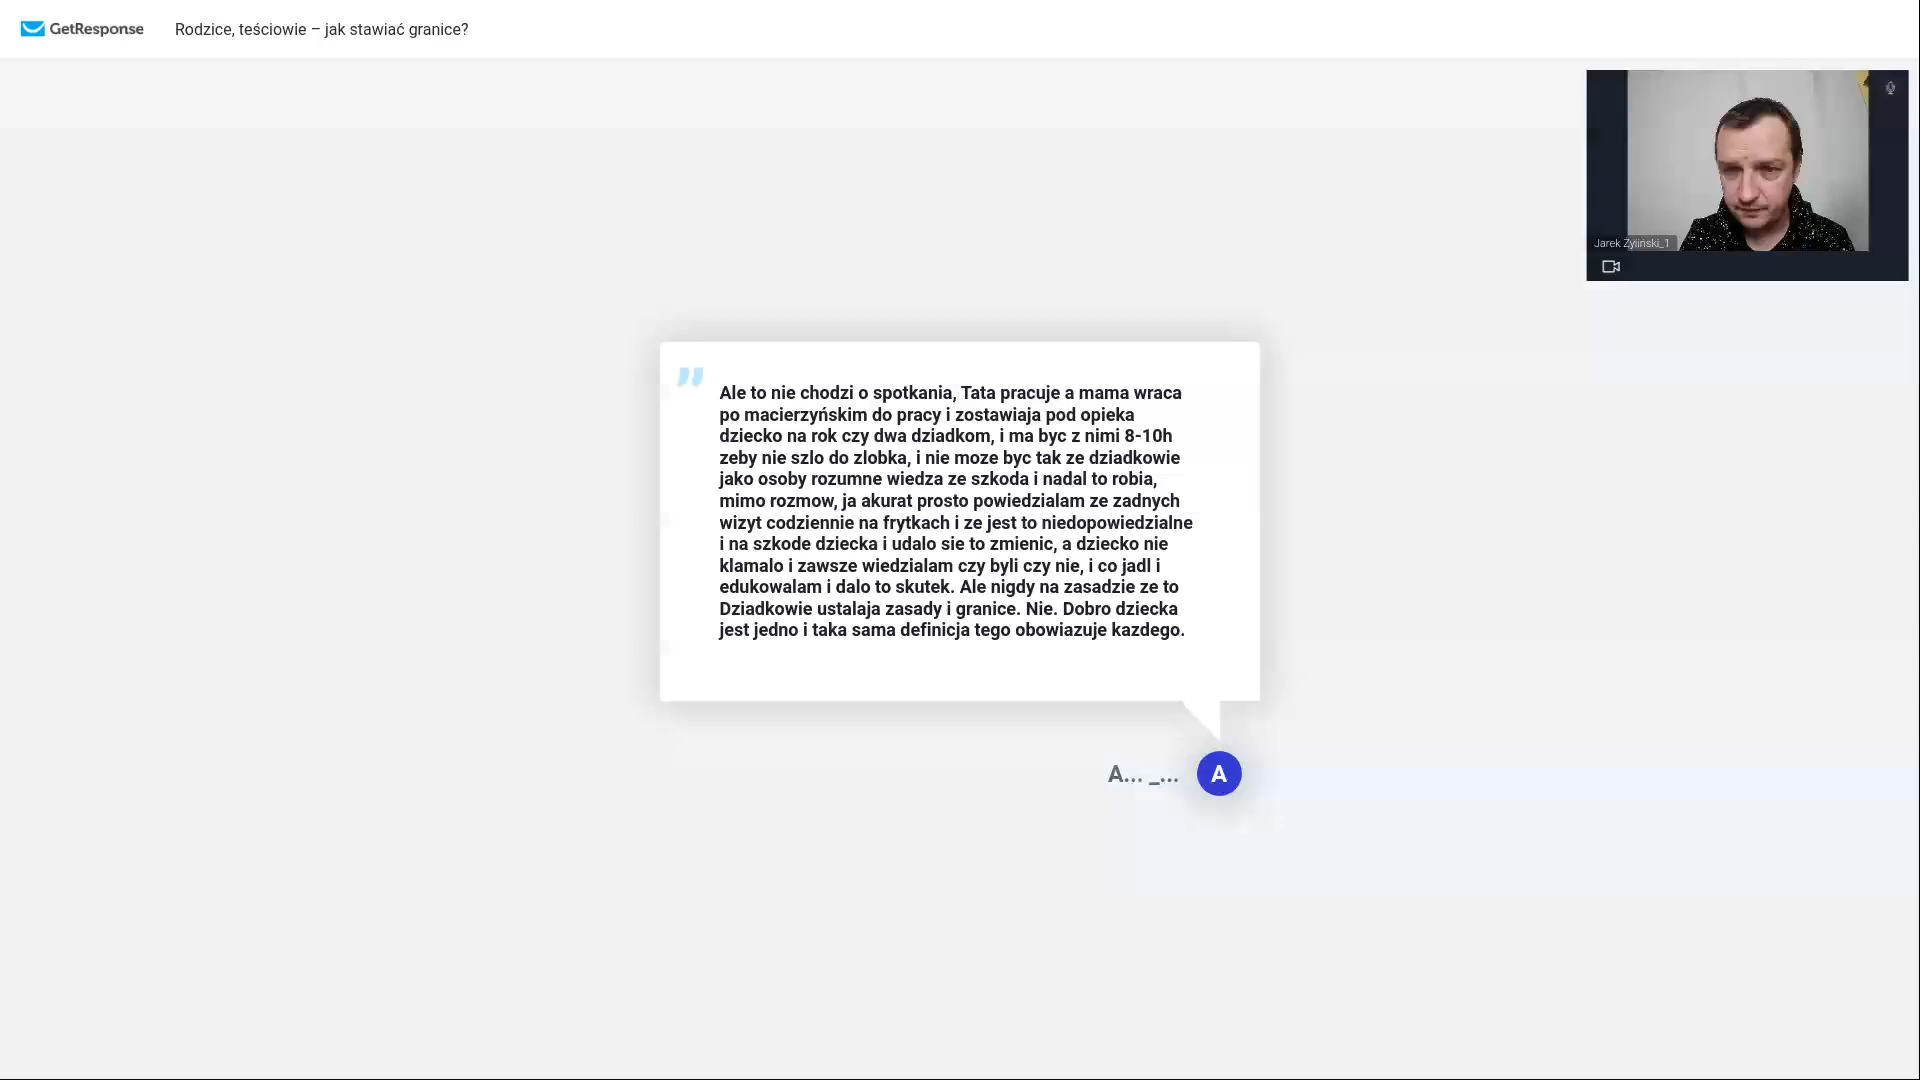 GetResponse
Rodzice, teściowie – jak stawiać granice?
Jarek Żyliński_1
Ale to nie chodzi o spotkania, Tata pracuje a mama wraca
po macierzyńskim do pracy i zostawiaja pod opieka
dziecko na rok czy dwa dziadkom, i ma byc z nimi 8-10h
zeby nie szlo do zlobka, i nie moze byc tak ze dziadkowie
jako osoby rozumne wiedza ze szkoda i nadal to robia,
mimo rozmow, ja akurat prosto powiedzialam ze zadnych
wizyt codziennie na frytkach i ze jest to niedopowiedzialne
i na szkode dziecka i udalo sie to zmienic, a dziecko nie
klamalo i zawsze wiedzialam czy byli czy nie, i co jadl i
edukowalam i dalo to skutek. Ale nigdy na zasadzie ze to
Dziadkowie ustalaja zasady i granice. Nie. Dobro dziecka
jest jedno i taka sama definicja tego obowiazuje kazdego.
A... _...
A